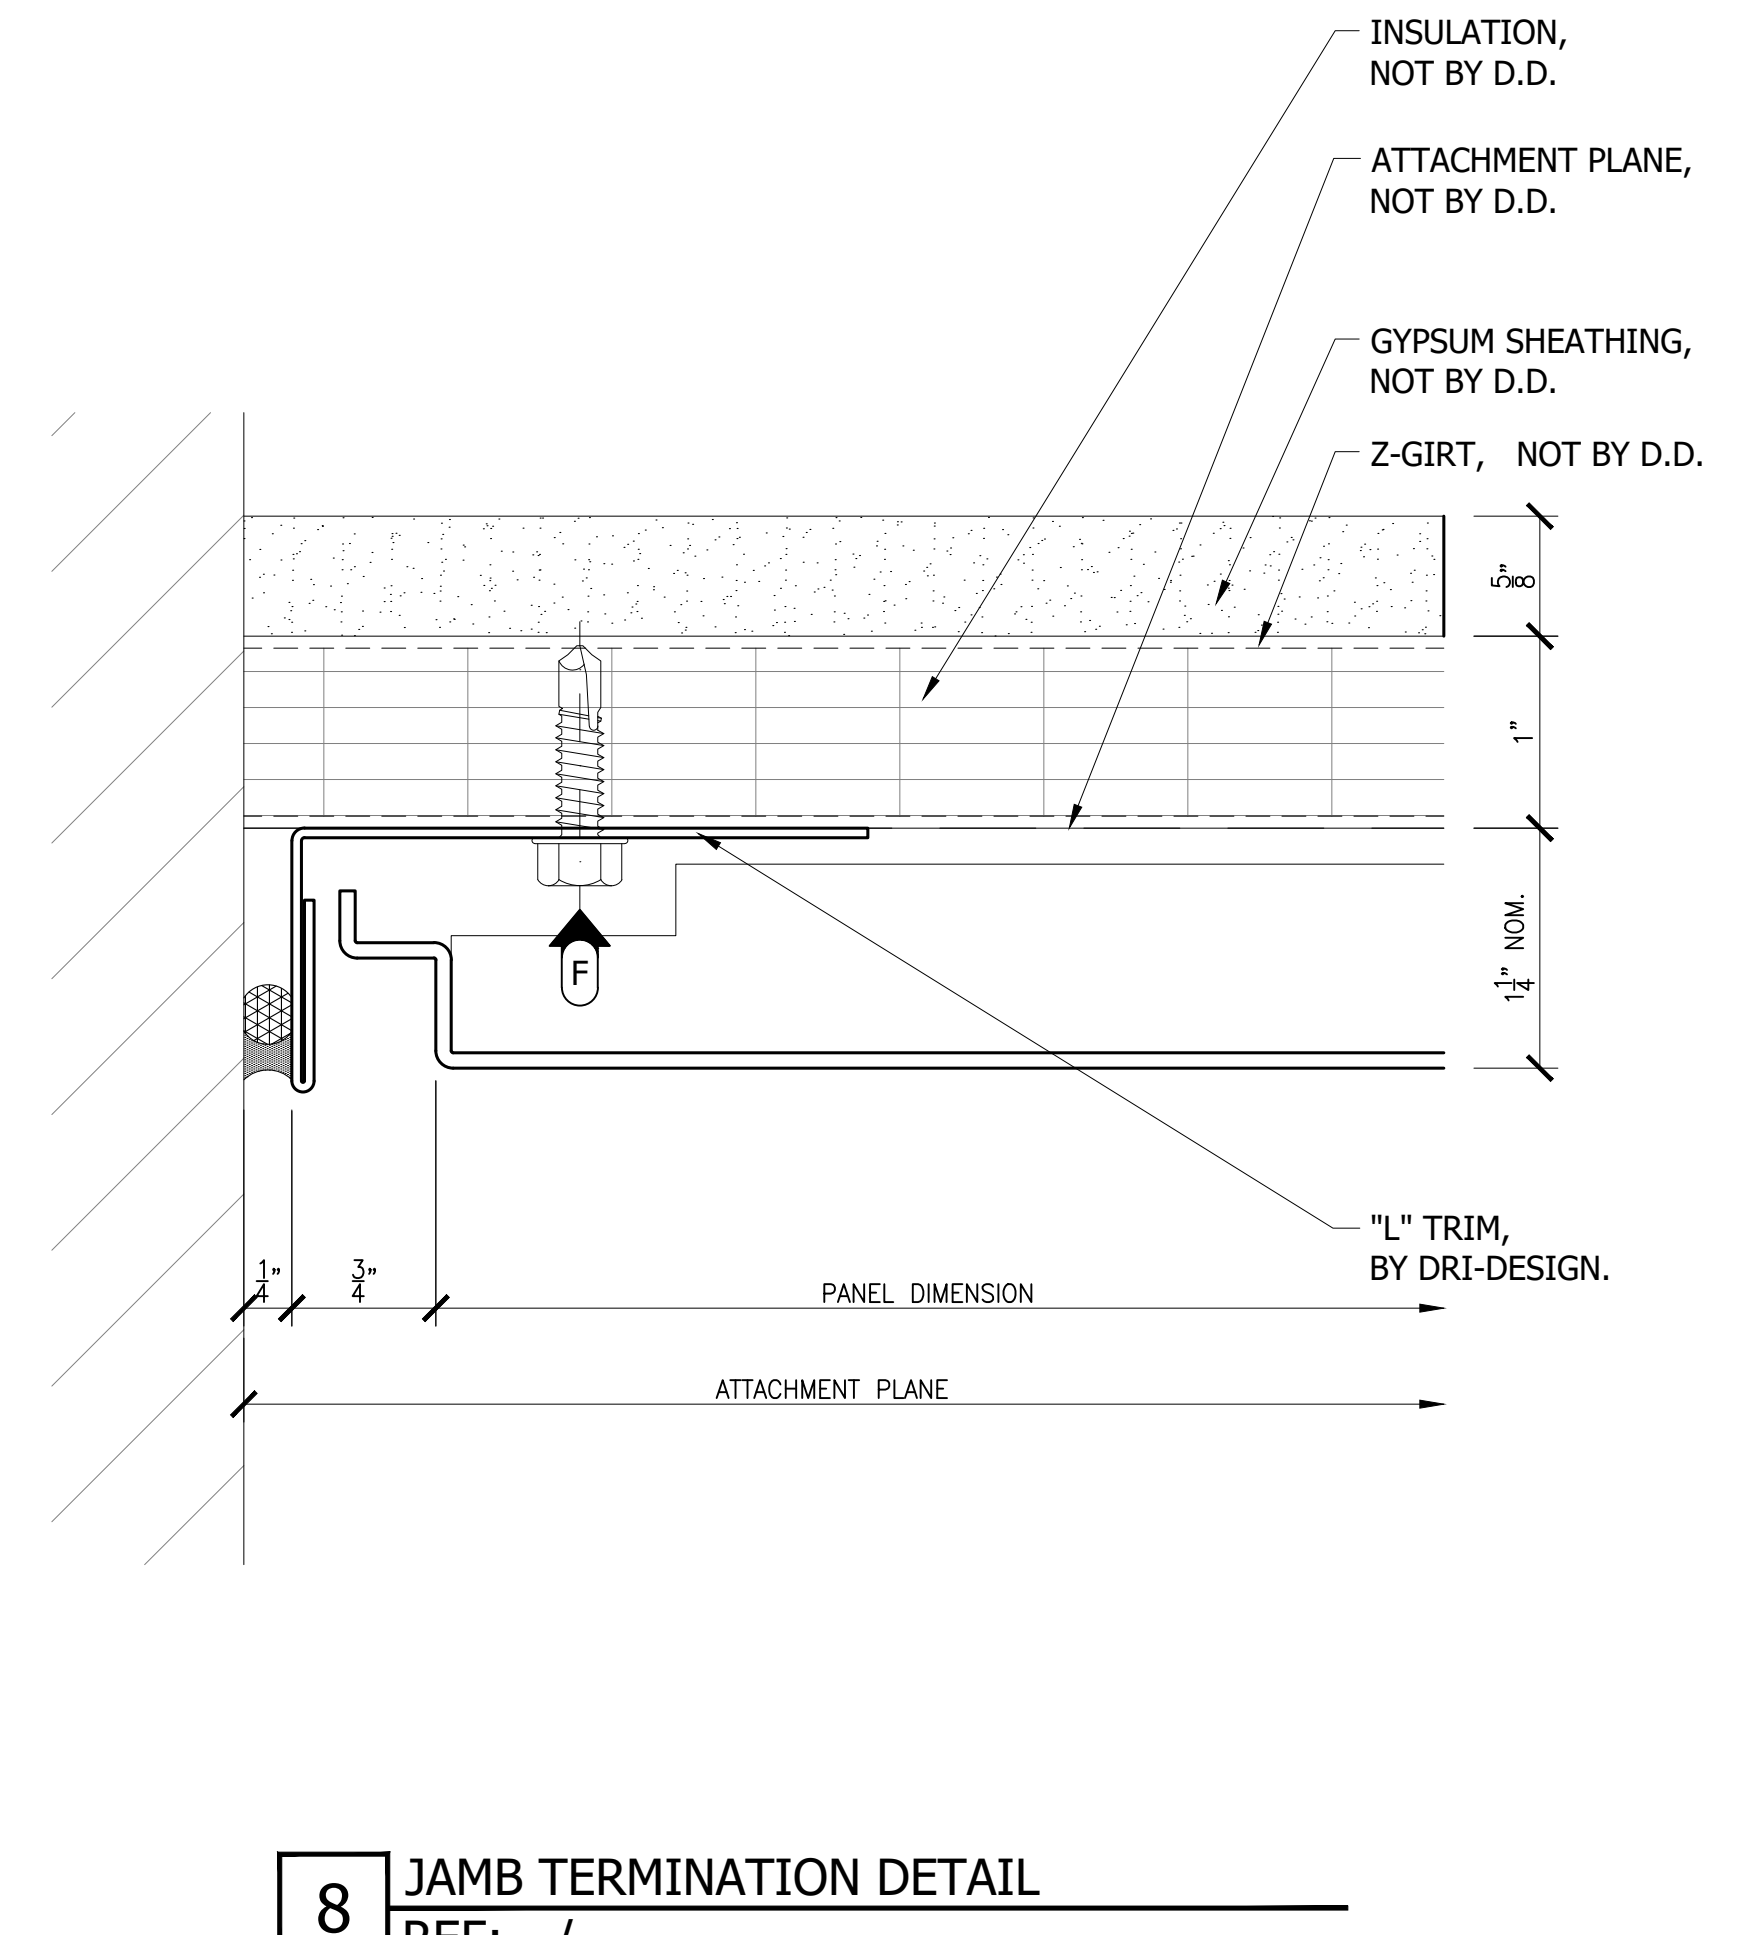 INSULATION,
NOT BY D.D.
ATTACHMENT PLANE,
NOT BY D.D.
GYPSUM SHEATHING,
NOT BY D.D.
Z-GIRT, NOT BY D.D.
5/8"
1"
1 1/4" NOM.
F
"L" TRIM,
BY DRI-DESIGN.
1/4"
3/4"
PANEL DIMENSION
ATTACHMENT PLANE
8
JAMB TERMINATION DETAIL
REF: /